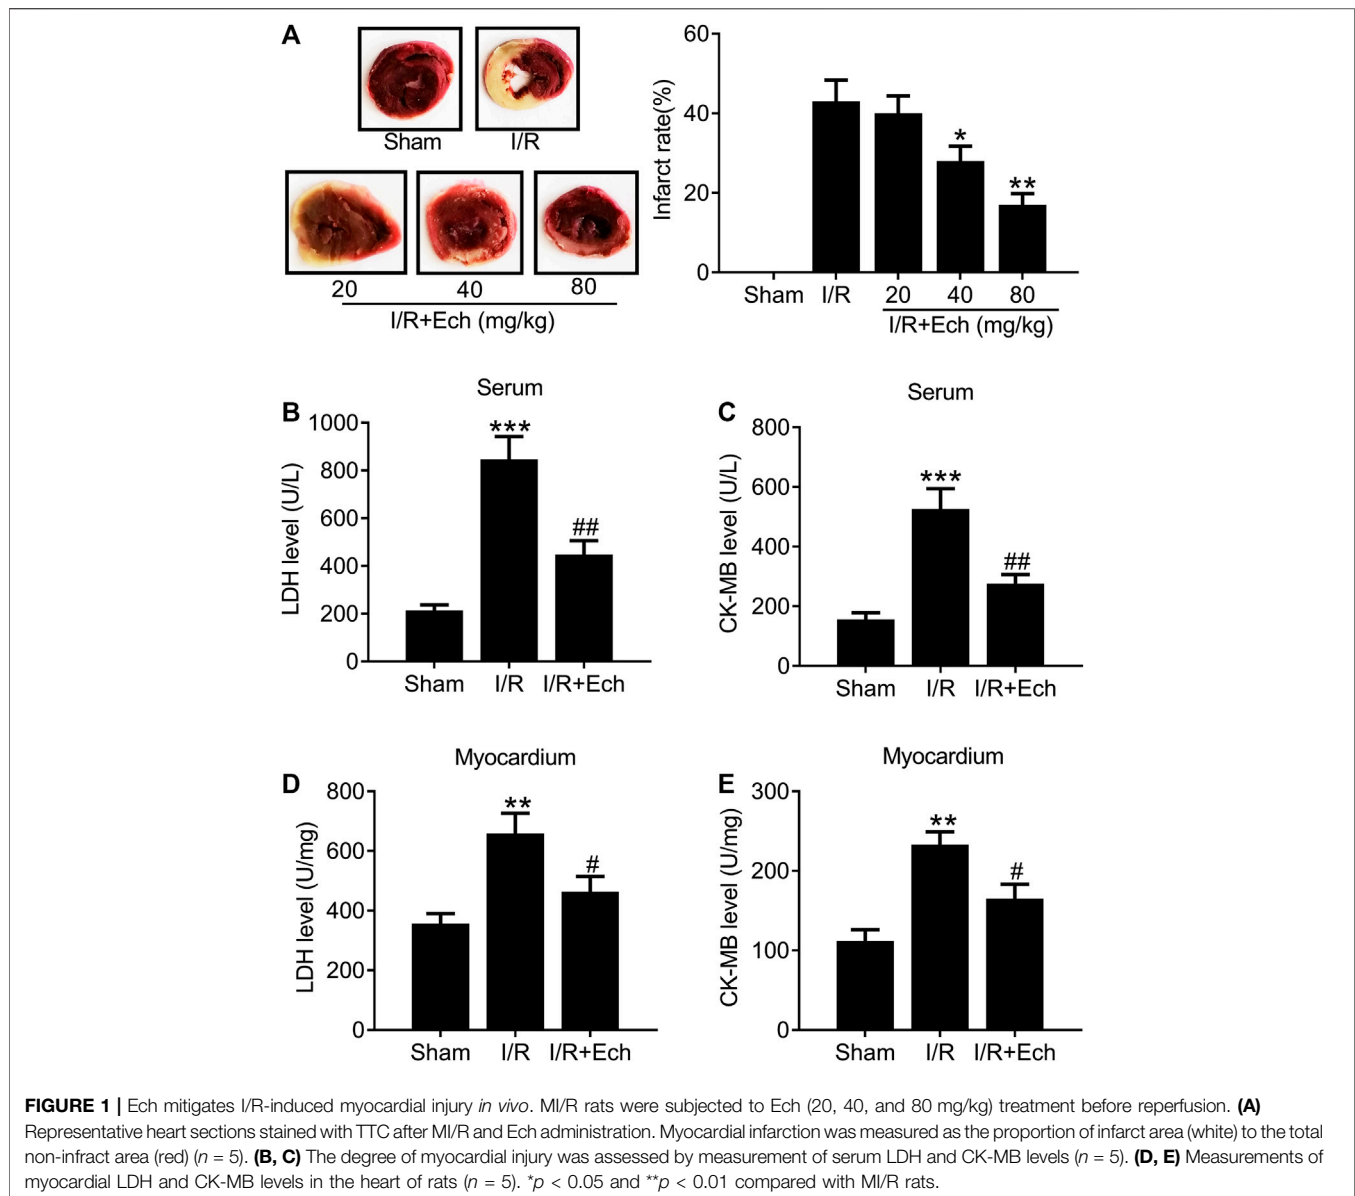 A
Sham
I/R
20
40
80
I/R+Ech (mg/kg)
Infarct rate(%)
60
40
20
0
*
**
Sham I/R 20 40 80
I/R+Ech (mg/kg)
B
Serum
LDH level (U/L)
1000
800
600
400
200
0
***
##
Sham I/R I/R+Ech
C
Serum
CK-MB level (U/L)
800
600
400
200
0
***
##
Sham I/R I/R+Ech
D
Myocardium
LDH level (U/mg)
800
600
400
200
0
**
#
Sham I/R I/R+Ech
E
Myocardium
CK-MB level (U/mg)
300
200
100
0
**
#
Sham I/R I/R+Ech
FIGURE 1 | Ech mitigates I/R-induced myocardial injury in vivo. MI/R rats were subjected to Ech (20, 40, and 80 mg/kg) treatment before reperfusion. (A)
Representative heart sections stained with TTC after MI/R and Ech administration. Myocardial infarction was measured as the proportion of infarct area (white) to the total
non-infract area (red) (n = 5). (B, C) The degree of myocardial injury was assessed by measurement of serum LDH and CK-MB levels (n = 5). (D, E) Measurements of
myocardial LDH and CK-MB levels in the heart of rats (n = 5). *p < 0.05 and **p < 0.01 compared with MI/R rats.